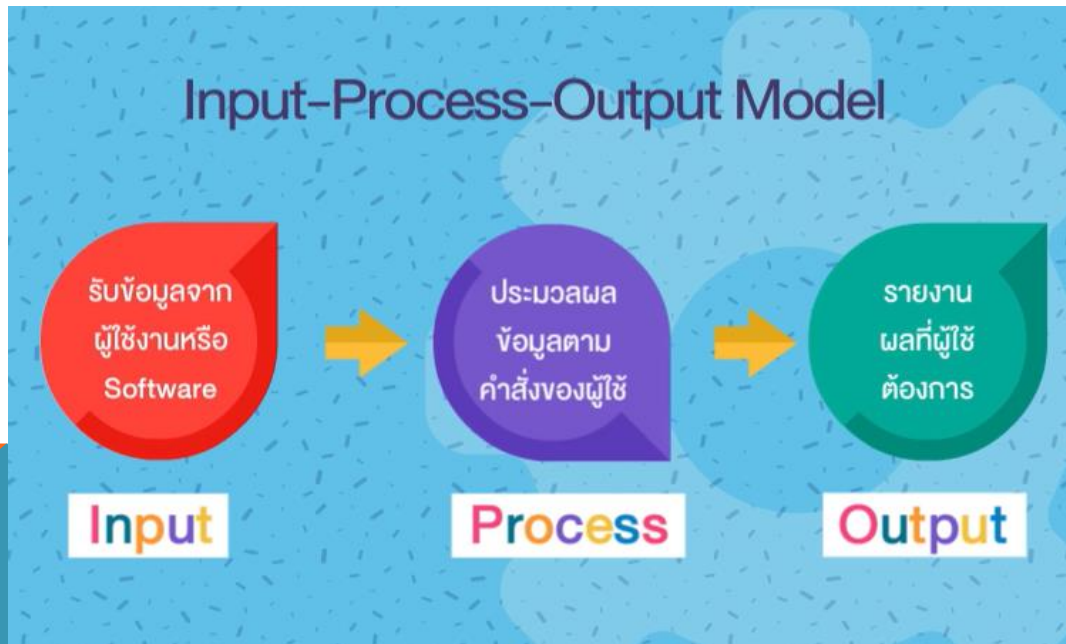 Input-Process-Output Model
รับข้อมูลจาก
ผู้ใช้งานหรือ
Software
ประมวลผล
ข้อมูลตาม
คำสั่งของผู้ใช้
รายงาน
ผลที่ผู้ใช้
ต้องการ
Input
Process
Output